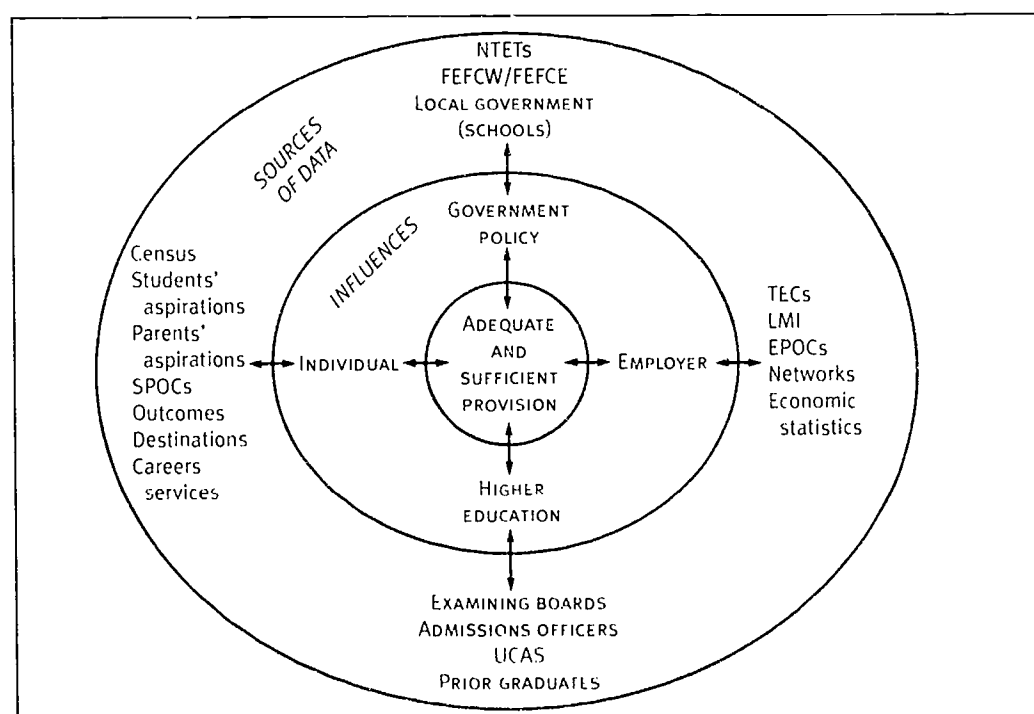 NTETs
FEFCW/FEFCE
LOCAL GOVERNMENT
(SCHOOLS)
SOURCES
OF DATA
GOVERNMENT
POLICY
INFLUENCES
Census
Students'
aspirations
Parents'
aspirations
SPOCs
Outcomes
Destinations
Careers
services
INDIVIDUAL
ADEQUATE
AND
SUFFICIENT
PROVISION
EMPLOYER
TECs
LMI
EPOCs
Networks
Economic
statistics
HIGHER
EDUCATION
EXAMINING BOARDS
ADMISSIONS OFFICERS
UCAS
PRIOR GRADUATES